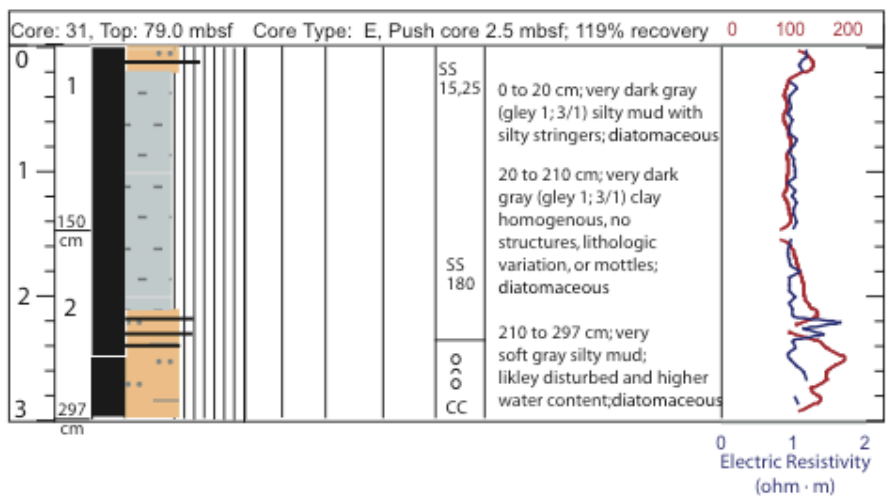 Core: 31, Top: 79.0 mbsf Core Type: E, Push core 2.5 mbsf; 119% recovery 0 100 200
0
1
SS
15,25
0 to 20 cm; very dark gray
(gley 1; 3/1) silty mud with
silty stringers; diatomaceous
1
20 to 210 cm; very dark
gray (gley 1; 3/1) clay
homogenous, no
structures, lithologic
variation, or mottles;
diatomaceous
150
cm
SS
180
2
2
210 to 297 cm; very
soft gray silty mud;
likley disturbed and higher
water content;diatomaceous
CC
3
297
cm
0 1 2
Electric Resistivity
(ohm · m)